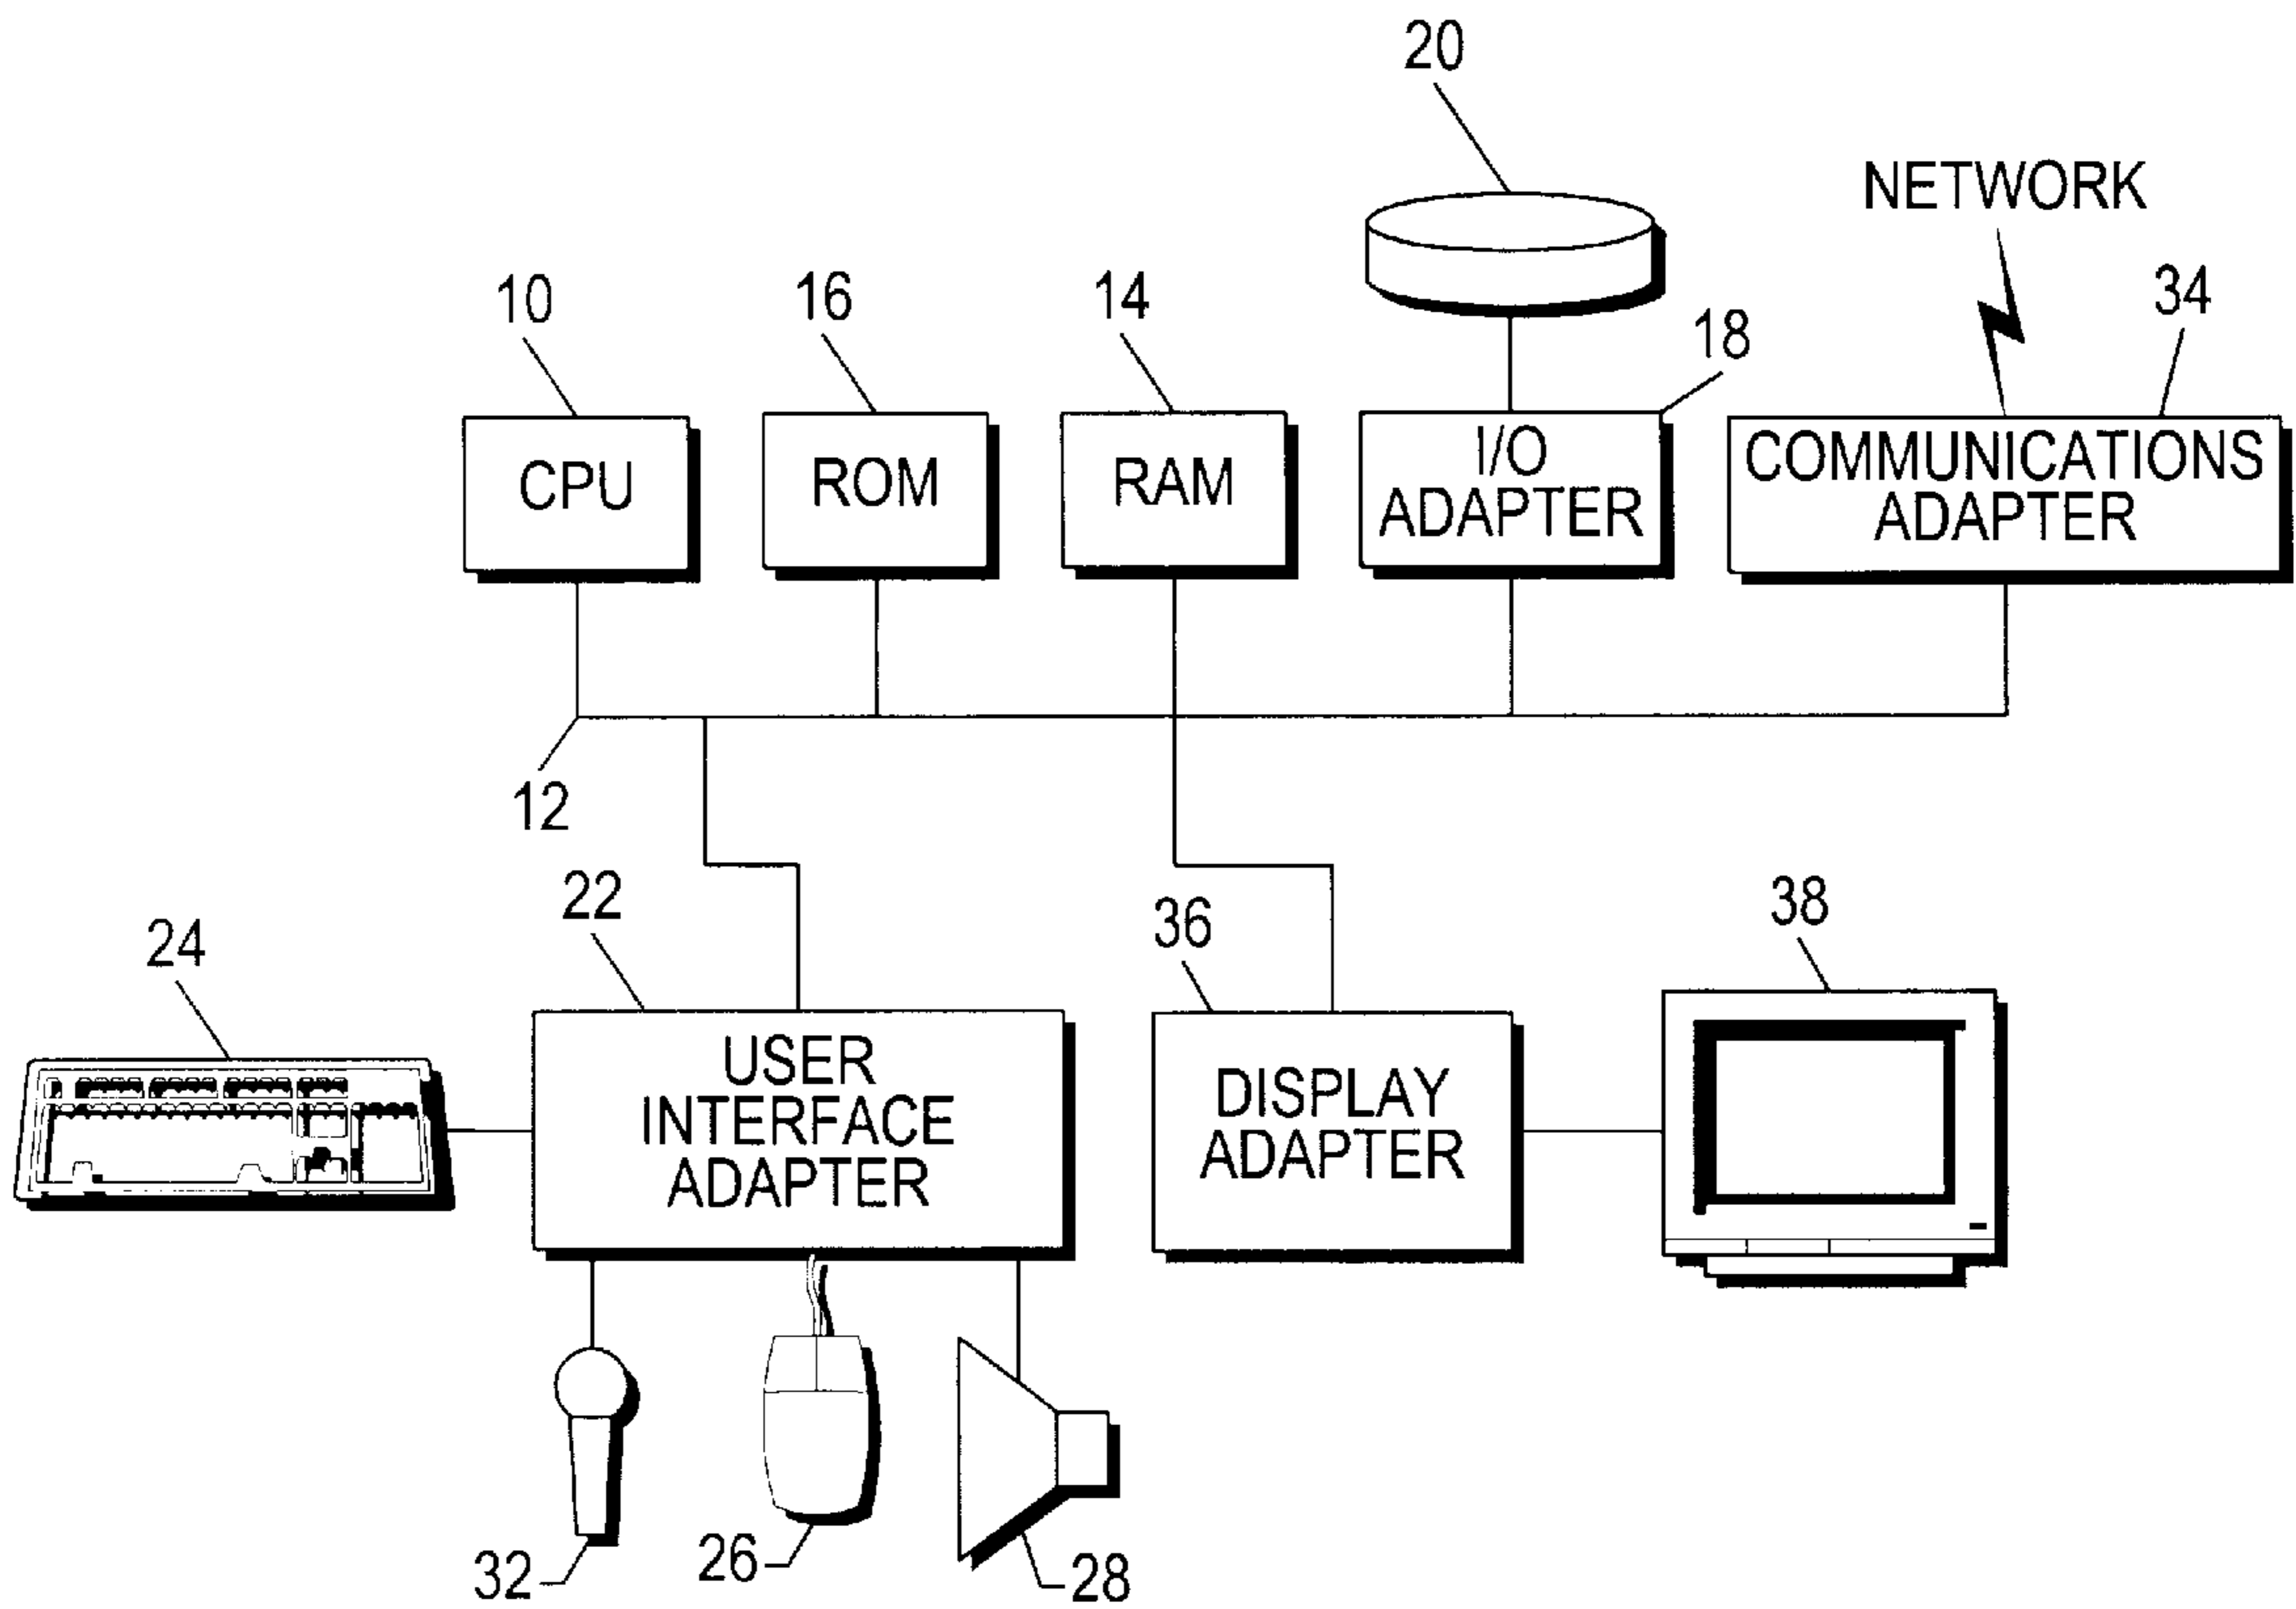 20
NETWORK
10
16
14
18
34
CPU
ROM
RAM
I/O
ADAPTER
COMMUNICATIONS
ADAPTER
12
22
36
38
24
USER
INTERFACE
ADAPTER
DISPLAY
ADAPTER
32
26
28